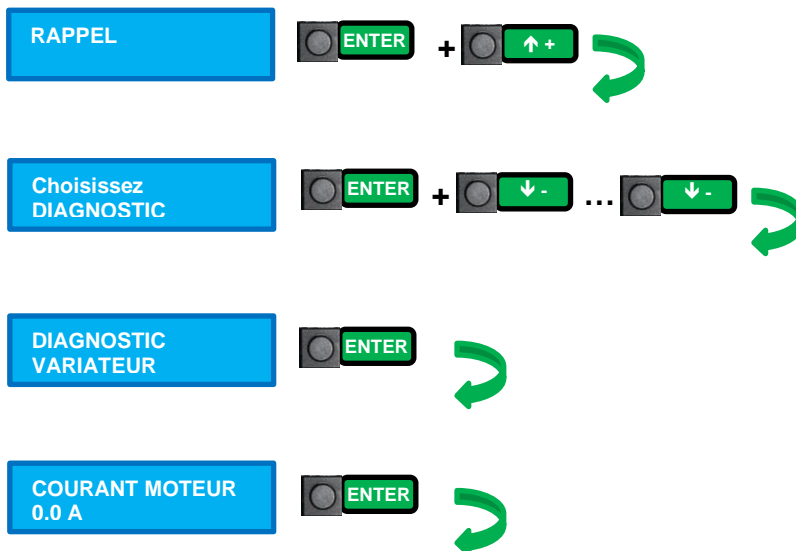 RAPPEL
ENTER + ↑ +
Choisissez
DIAGNOSTIC
ENTER + ↓ - ... ↓ -
DIAGNOSTIC
VARIATEUR
ENTER
COURANT MOTEUR
0.0 A
ENTER